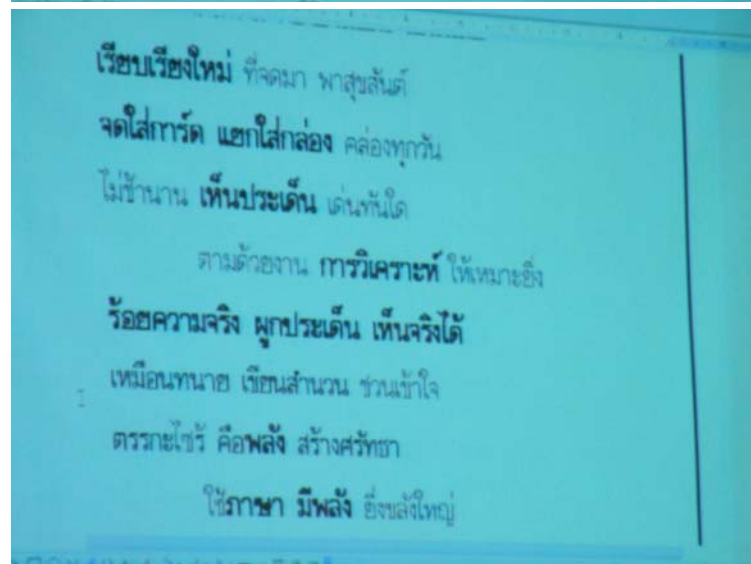 เรียบเรียงใหม่ ที่จดมา พาสุขสันต์
จดใส่การ์ด แยกใส่กล่อง คล่องทุกวัน
ไม่ช้านาน เห็นประเด็น เด่นทันใด
ตามด้วยงาน การวิเคราะห์ ให้เหมาะยิ่ง
ร้อยความจริง ผูกประเด็น เห็นจริงได้
เหมือนทนาย เขียนสำนวน ชวนเข้าใจ
ตรรกะไซร้ คือพลัง สร้างศรัทธา
ใช้ภาษา มีพลัง ยิ่งขลังใหญ่